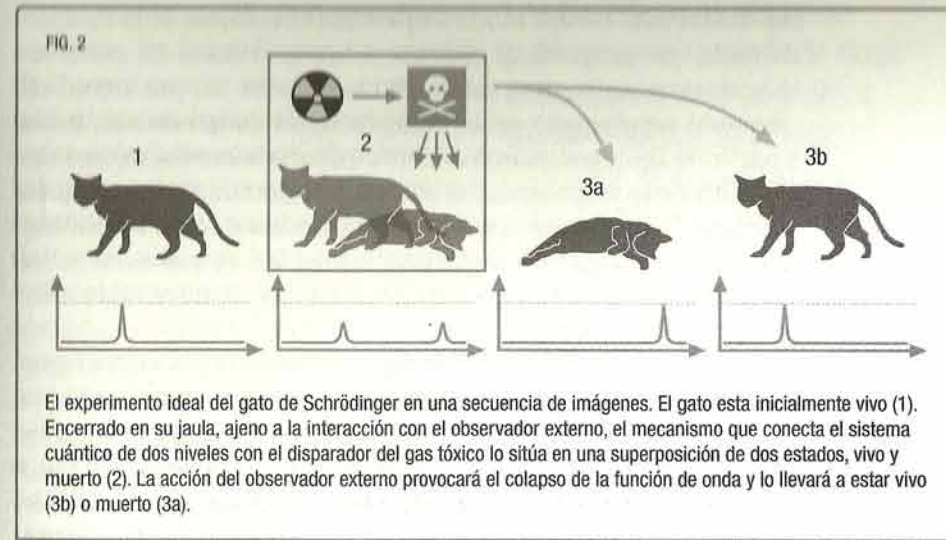 FIG. 2
1
2
3a
3b
El experimento ideal del gato de Schrödinger en una secuencia de imágenes. El gato esta inicialmente vivo (1).
Encerrado en su jaula, ajeno a la interacción con el observador externo, el mecanismo que conecta el sistema
cuántico de dos niveles con el disparador del gas tóxico lo sitúa en una superposición de dos estados, vivo y
muerto (2). La acción del observador externo provocará el colapso de la función de onda y lo llevará a estar vivo
(3b) o muerto (3a).